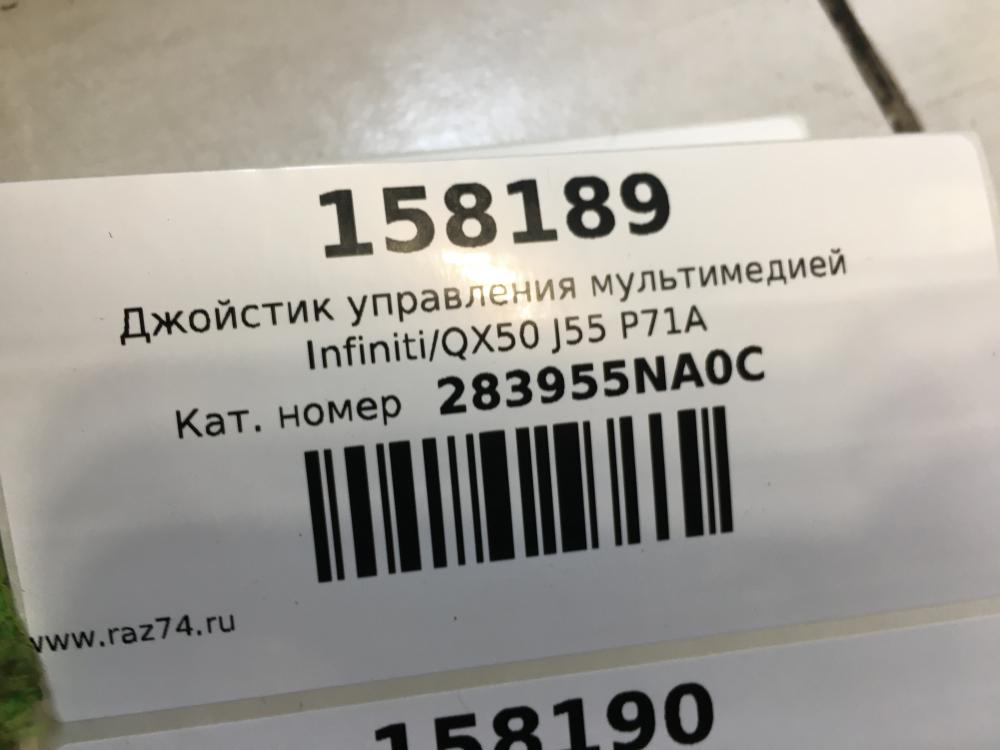 158189
Джойстик управления мультимедией
Infiniti/QX50 J55 P71A
Кат. номер 283955NA0C
www.raz74.ru
158190